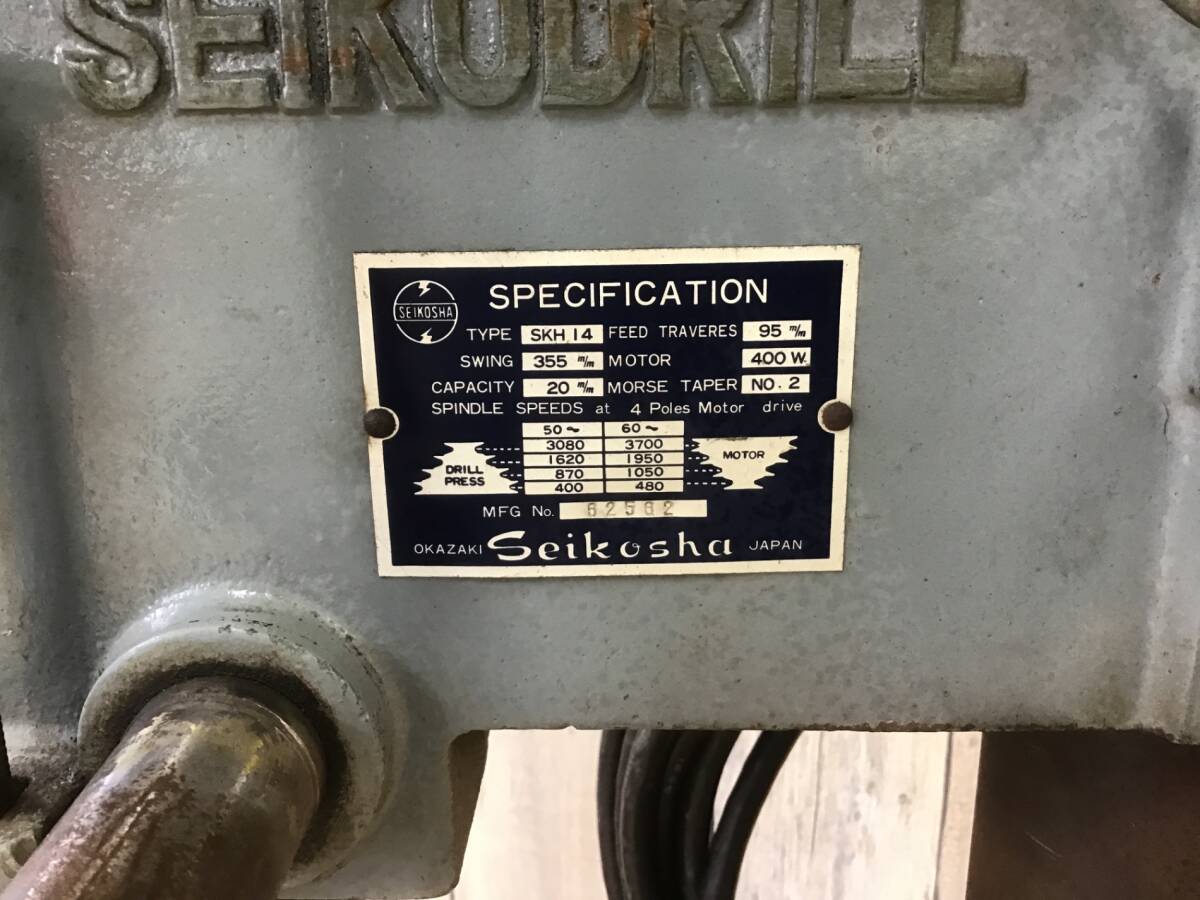 SEIKODRILL
SEIKOSHA
SPECIFICATION
TYPE SKH 14 FEED TRAVERES 95 m/m
SWING 355 m/m MOTOR 400 W.
CAPACITY 20 m/m MORSE TAPER NO. 2
SPINDLE SPEEDS at 4 Poles Motor drive
50~ 60~
3080 3700
1620 1950
870 1050
400 480
DRILL PRESS
MOTOR
MFG No.
OKAZAKI Seikosha JAPAN